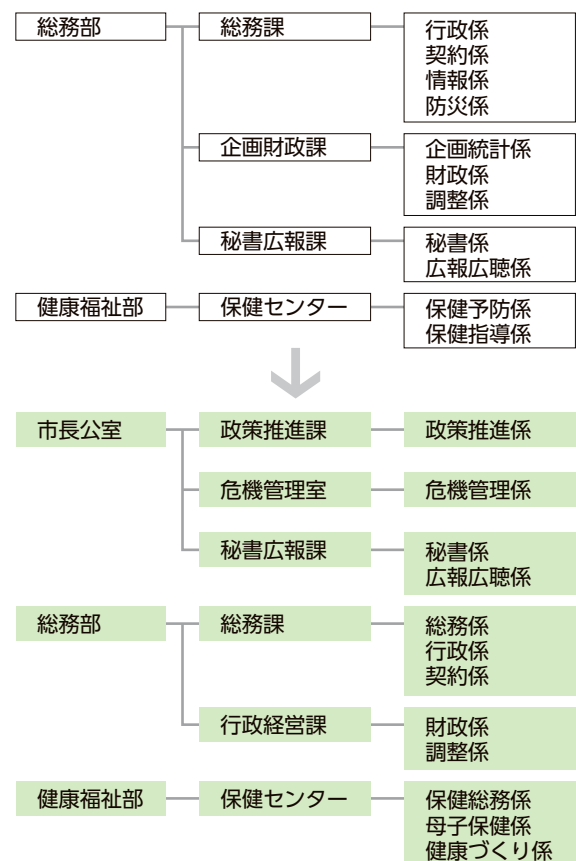 総務部
総務課
行政係
契約係
情報係
防災係
企画財政課
企画統計係
財政係
調整係
秘書広報課
秘書係
広報広聴係
健康福祉部
保健センター
保健予防係
保健指導係
市長公室
政策推進課
政策推進係
危機管理室
危機管理係
秘書広報課
秘書係
広報広聴係
総務部
総務課
総務係
行政係
契約係
行政経営課
財政係
調整係
健康福祉部
保健センター
保健総務係
母子保健係
健康づくり係